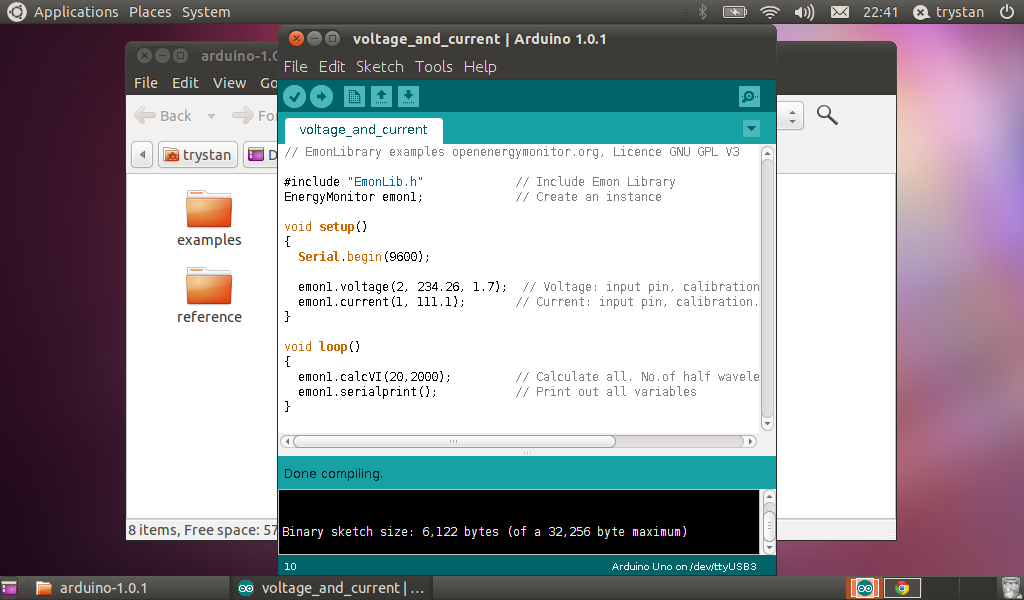 Applications Places System 22:41 trystan
arduino-1.0.1
File Edit View Go
Back
trystan
examples
reference
8 items, Free space: 57
voltage_and_current | Arduino 1.0.1
File Edit Sketch Tools Help
voltage_and_current
// EmonLibrary examples openenergymonitor.org, Licence GNU GPL V3
#include "EmonLib.h" // Include Emon Library
EnergyMonitor emon1; // Create an instance
void setup()
{
Serial.begin(9600);
emon1.voltage(2, 234.26, 1.7); // Voltage: input pin, calibration
emon1.current(1, 111.1); // Current: input pin, calibration.
}
void loop()
{
emon1.calcVI(20,2000); // Calculate all. No.of half wavele
emon1.serialprint(); // Print out all variables
}
Done compiling.
Binary sketch size: 6,122 bytes (of a 32,256 byte maximum)
10 Arduino Uno on /dev/ttyUSB3
arduino-1.0.1 voltage_and_current | ...